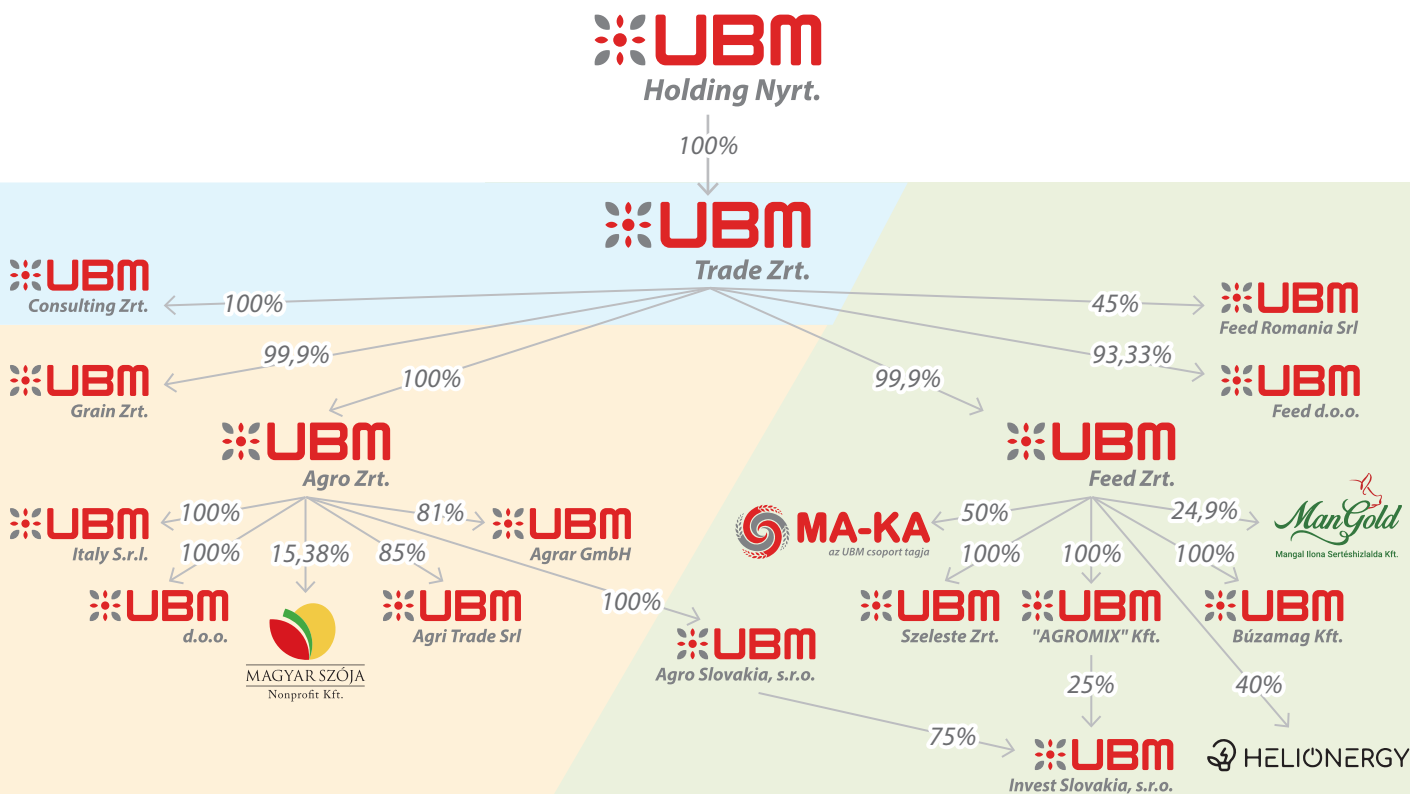 UBM
Holding Nyrt.
100%
UBM
Trade Zrt.
UBM
Consulting Zrt.
100%
45%
UBM
Feed Romania Srl
99,9%
93,33%
UBM
Grain Zrt.
100%
99,9%
UBM
Feed d.o.o.
UBM
Agro Zrt.
UBM
Feed Zrt.
UBM
Italy S.r.l.
100%
81%
UBM
Agrar GmbH
MA-KA
az UBM csoport tagja
50%
24,9%
ManGold
Mangal Ilona Sertéshizlalda Kft.
100%
15,38%
85%
100%
100%
100%
100%
UBM
d.o.o.
MAGYAR SZÓJA
Nonprofit Kft.
UBM
Agri Trade Srl
UBM
Agro Slovakia, s.r.o.
UBM
Szeleste Zrt.
UBM
"AGROMIX" Kft.
UBM
Búzamag Kft.
25%
40%
75%
UBM
Invest Slovakia, s.r.o.
HELIONERGY